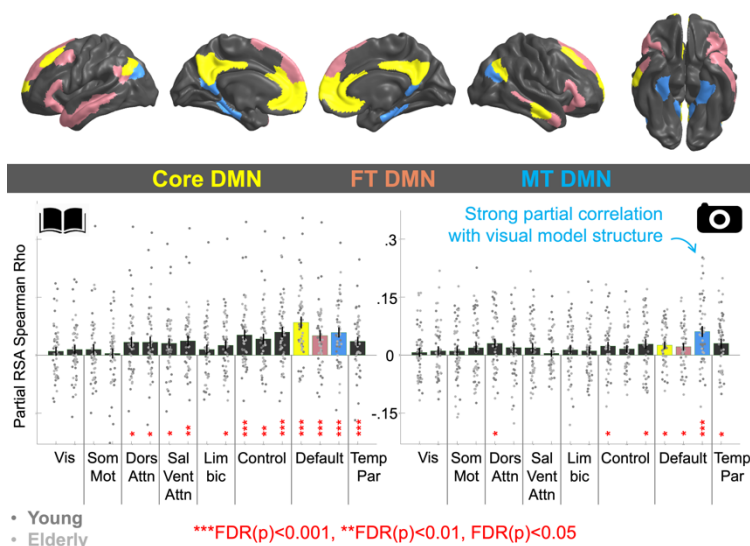 Core DMN FT DMN MT DMN
Strong partial correlation
with visual model structure
Partial RSA Spearman Rho
.3
.15
0
-.15
* * * ** *
*** ** *** *** *** *** ***
* * * * * *** *
Vis Som Mot Dors Attn Sal Vent Attn Lim bic Control Default Temp Par
Vis Som Mot Dors Attn Sal Vent Attn Lim bic Control Default Temp Par
Young
Elderly
***FDR(p)<0.001, **FDR(p)<0.01, FDR(p)<0.05